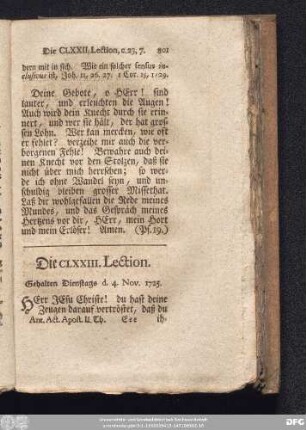 Die CLXXII. Lection, c. 23, 7. 801
dern mit in sich. Wie ein solcher sensus in-
clusivus ist, Joh. 11, 26. 27. 1 Cor. 15, 1-29.
Deine Gebote, o HErr! sind
lauter, und erleuchten die Augen!
Auch wird dein Knecht durch sie erin-
nert, und wer sie hält, der hat gros-
sen Lohn. Wer kan mercken, wie oft
er fehlet? verzeihe mir auch die ver-
borgenen Fehle! Bewahre auch dei-
nen Knecht vor den Stolzen, daß sie
nicht über mich herrschen; so wer-
de ich ohne Wandel seyn, und un-
schuldig bleiben grosser Missethat.
Laß dir wohlgefallen die Rede meines
Mundes, und das Gespräch meines
Hertzens vor dir, HErr, mein Hort
und mein Erlöser! Amen. (Ps. 19.)
Die CLXXIII. Lection.
Gehalten Dienstags d. 4. Nov. 1725.
HErr JEsu Christe! du hast deine
Zeugen darauf vertröstet, daß du
Anr. Act. Apost. II. Th. Eee ih-